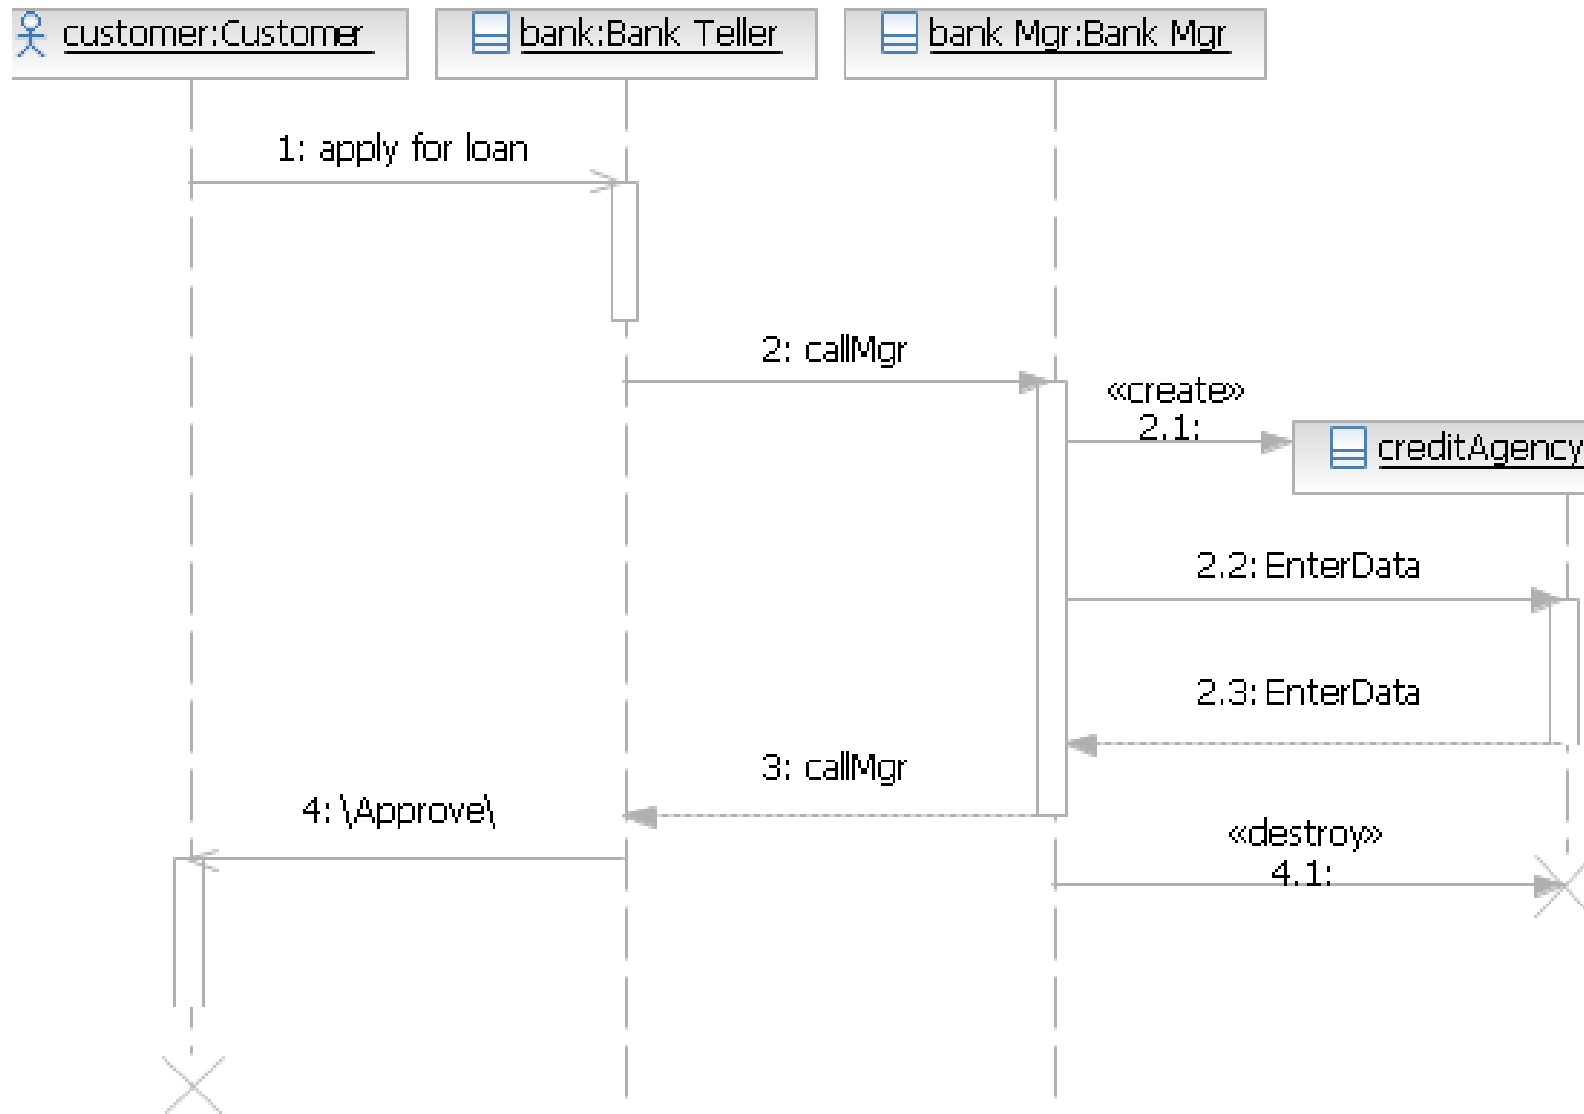 customer:Customer
bank:Bank Teller
bank Mgr:Bank Mgr
1: apply for loan
2: callMgr
«create»
2.1:
creditAgency
2.2: EnterData
2.3: EnterData
3: callMgr
4: \Approve\
«destroy»
4.1: